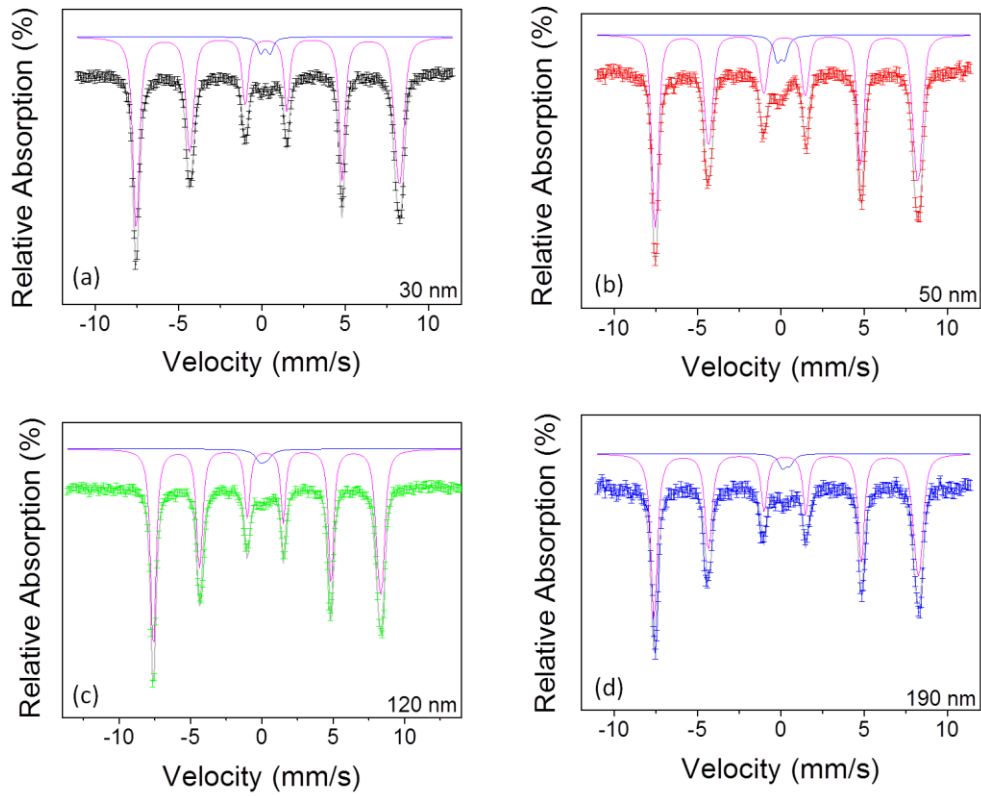 Relative Absorption (%)
(a)
30 nm
-10 -5 0 5 10
Velocity (mm/s)
Relative Absorption (%)
(b)
50 nm
-10 -5 0 5 10
Velocity (mm/s)
Relative Absorption (%)
(c)
120 nm
-10 -5 0 5 10
Velocity (mm/s)
Relative Absorption (%)
(d)
190 nm
-10 -5 0 5 10
Velocity (mm/s)